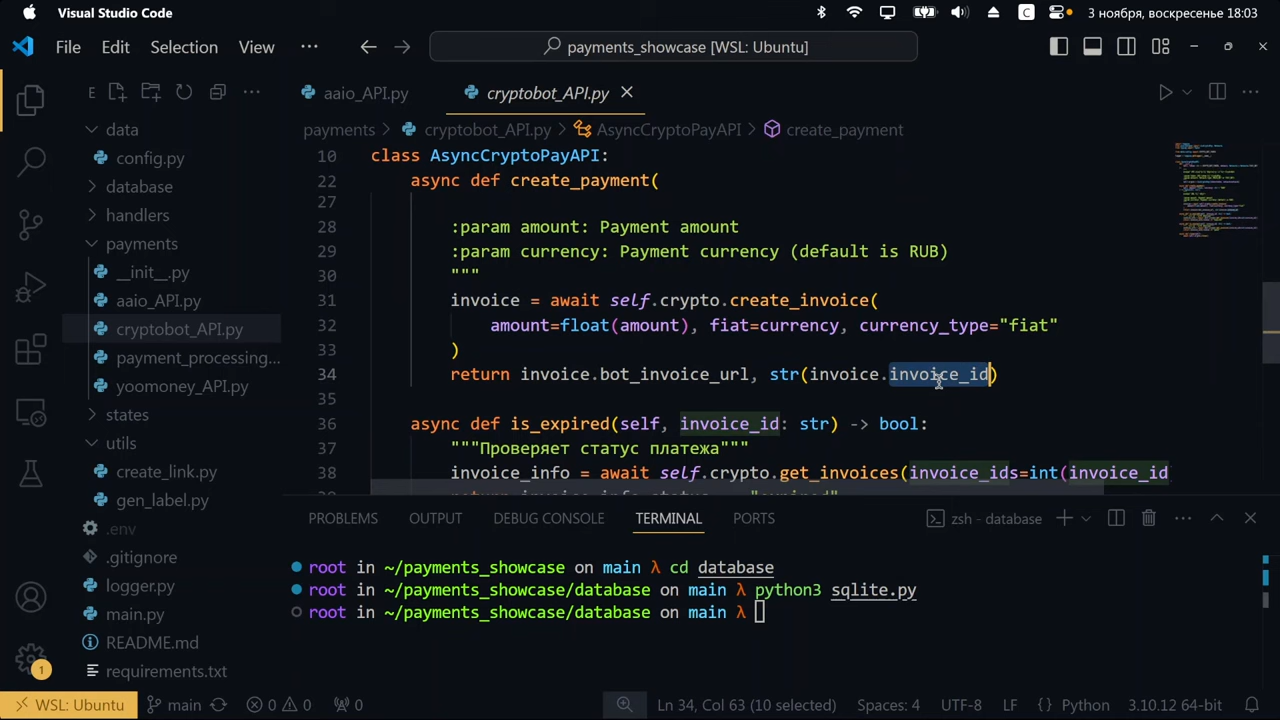 Visual Studio Code
3 ноября, воскресенье 18:03
File Edit Selection View ···
payments_showcase [WSL: Ubuntu]
E
data
config.py
database
handlers
payments
__init__.py
aaio_API.py
cryptobot_API.py
payment_processing...
yoomoney_API.py
states
utils
create_link.py
gen_label.py
.env
.gitignore
logger.py
main.py
README.md
requirements.txt
aaio_API.py cryptobot_API.py
payments > cryptobot_API.py > AsyncCryptoPayAPI > create_payment
10 class AsyncCryptoPayAPI:
22 async def create_payment(
27
28 :param amount: Payment amount
29 :param currency: Payment currency (default is RUB)
30 """
31 invoice = await self.crypto.create_invoice(
32 amount=float(amount), fiat=currency, currency_type="fiat"
33 )
34 return invoice.bot_invoice_url, str(invoice.invoice_id)
35
36 async def is_expired(self, invoice_id: str) -> bool:
37 """Проверяет статус платежа"""
38 invoice_info = await self.crypto.get_invoices(invoice_ids=int(invoice_id
PROBLEMS OUTPUT DEBUG CONSOLE TERMINAL PORTS
zsh - database
root in ~/payments_showcase on main λ cd database
root in ~/payments_showcase/database on main λ python3 sqlite.py
root in ~/payments_showcase/database on main λ
1
WSL: Ubuntu main 0 0 0 Ln 34, Col 63 (10 selected) Spaces: 4 UTF-8 LF {} Python 3.10.12 64-bit